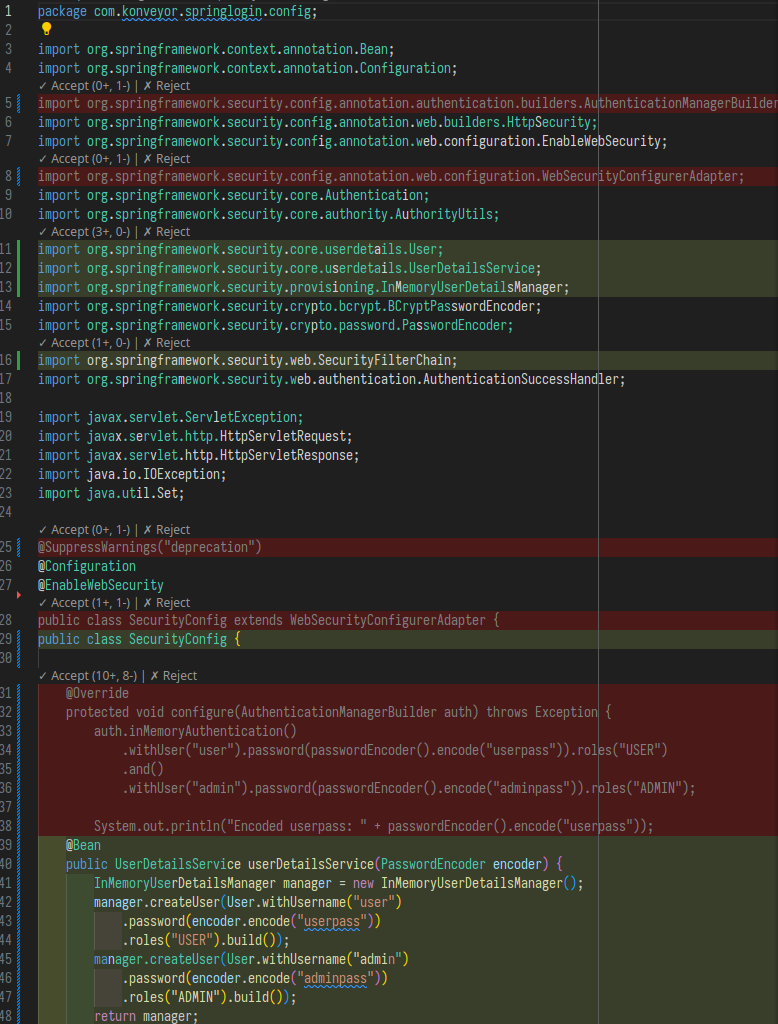 1 package com.konveyor.springlogin.config;
2
3 import org.springframework.context.annotation.Bean;
4 import org.springframework.context.annotation.Configuration;
✓ Accept (0+, 1-) | ✗ Reject
5 import org.springframework.security.config.annotation.authentication.builders.AuthenticationManagerBuilder
6 import org.springframework.security.config.annotation.web.builders.HttpSecurity;
7 import org.springframework.security.config.annotation.web.configuration.EnableWebSecurity;
✓ Accept (0+, 1-) | ✗ Reject
8 import org.springframework.security.config.annotation.web.configuration.WebSecurityConfigurerAdapter;
9 import org.springframework.security.core.Authentication;
10 import org.springframework.security.core.authority.AuthorityUtils;
✓ Accept (3+, 0-) | ✗ Reject
11 import org.springframework.security.core.userdetails.User;
12 import org.springframework.security.core.userdetails.UserDetailsService;
13 import org.springframework.security.provisioning.InMemoryUserDetailsManager;
14 import org.springframework.security.crypto.bcrypt.BCryptPasswordEncoder;
15 import org.springframework.security.crypto.password.PasswordEncoder;
✓ Accept (1+, 0-) | ✗ Reject
16 import org.springframework.security.web.SecurityFilterChain;
17 import org.springframework.security.web.authentication.AuthenticationSuccessHandler;
18
19 import javax.servlet.ServletException;
20 import javax.servlet.http.HttpServletRequest;
21 import javax.servlet.http.HttpServletResponse;
22 import java.io.IOException;
23 import java.util.Set;
24
✓ Accept (0+, 1-) | ✗ Reject
25 @SuppressWarnings("deprecation")
26 @Configuration
27 @EnableWebSecurity
✓ Accept (1+, 1-) | ✗ Reject
28 public class SecurityConfig extends WebSecurityConfigurerAdapter {
29 public class SecurityConfig {
30
✓ Accept (10+, 8-) | ✗ Reject
31 @Override
32 protected void configure(AuthenticationManagerBuilder auth) throws Exception {
33 auth.inMemoryAuthentication()
34 .withUser("user").password(passwordEncoder().encode("userpass")).roles("USER")
35 .and()
36 .withUser("admin").password(passwordEncoder().encode("adminpass")).roles("ADMIN");
37
38 System.out.println("Encoded userpass: " + passwordEncoder().encode("userpass"));
39 @Bean
40 public UserDetailsService userDetailsService(PasswordEncoder encoder) {
41 InMemoryUserDetailsManager manager = new InMemoryUserDetailsManager();
42 manager.createUser(User.withUsername("user")
43 .password(encoder.encode("userpass"))
44 .roles("USER").build());
45 manager.createUser(User.withUsername("admin")
46 .password(encoder.encode("adminpass"))
47 .roles("ADMIN").build());
48 return manager;